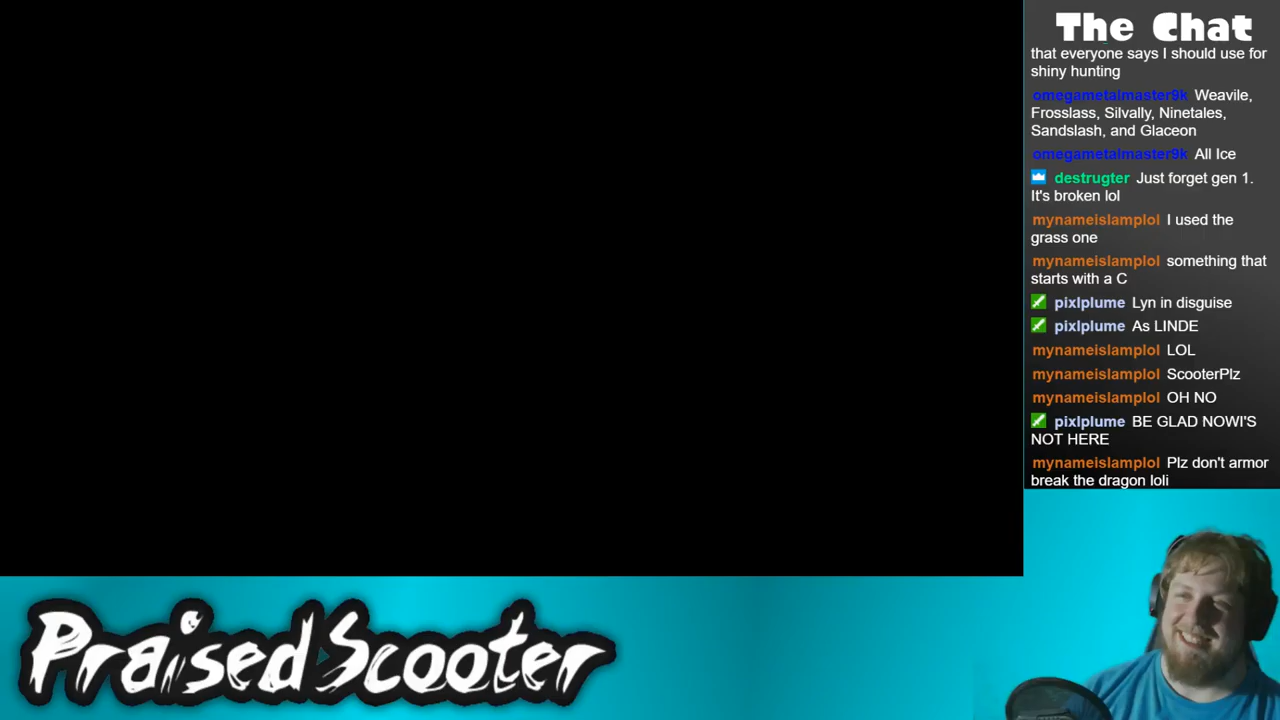 The Chat
that everyone says I should use for
shiny hunting
omegametalmaster9k Weavile,
Frosslass, Silvally, Ninetales,
Sandslash, and Glaceon
omegametalmaster9k All Ice
destrugter Just forget gen 1.
It's broken lol
mynameislamplol I used the
grass one
mynameislamplol something that
starts with a C
pixlplume Lyn in disguise
pixlplume As LINDE
mynameislamplol LOL
mynameislamplol ScooterPlz
mynameislamplol OH NO
pixlplume BE GLAD NOWI'S
NOT HERE
mynameislamplol Plz don't armor
break the dragon loli
PraisedScooter